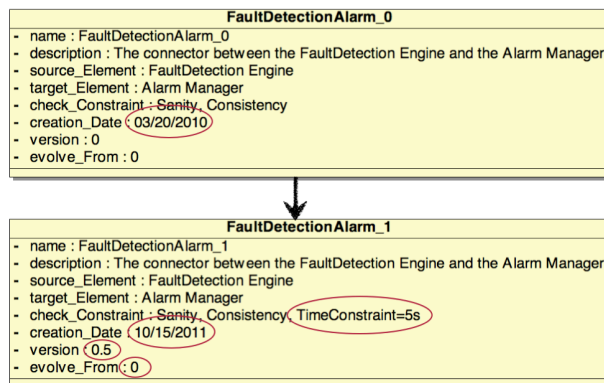 FaultDetectionAlarm_0
- name : FaultDetectionAlarm_0
- description : The connector between the FaultDetection Engine and the Alarm Manager
- source_Element : FaultDetection Engine
- target_Element : Alarm Manager
- check_Constraint : Sanity, Consistency
- creation_Date : 03/20/2010
- version : 0
- evolve_From : 0
FaultDetectionAlarm_1
- name : FaultDetectionAlarm_1
- description : The connector between the FaultDetection Engine and the Alarm Manager
- source_Element : FaultDetection Engine
- target_Element : Alarm Manager
- check_Constraint : Sanity, Consistency, TimeConstraint=5s
- creation_Date : 10/15/2011
- version : 0.5
- evolve_From : 0